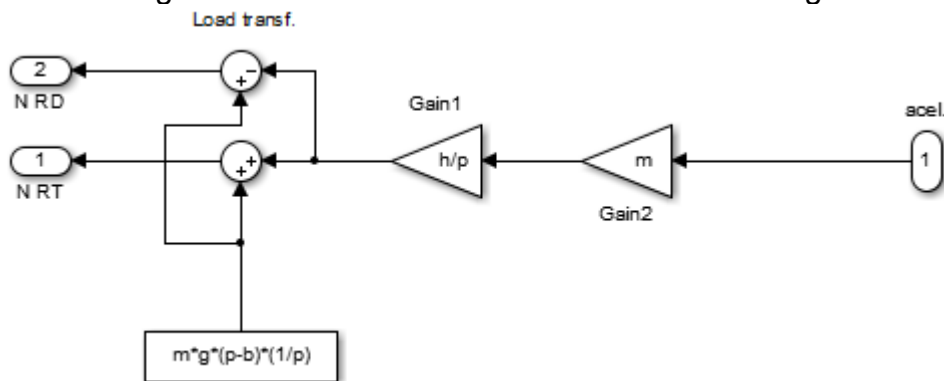 Load transf.
2
N RD
Gain1
acel.
1
N RT
h/p
m
1
Gain2
m*g*(p-b)*(1/p)